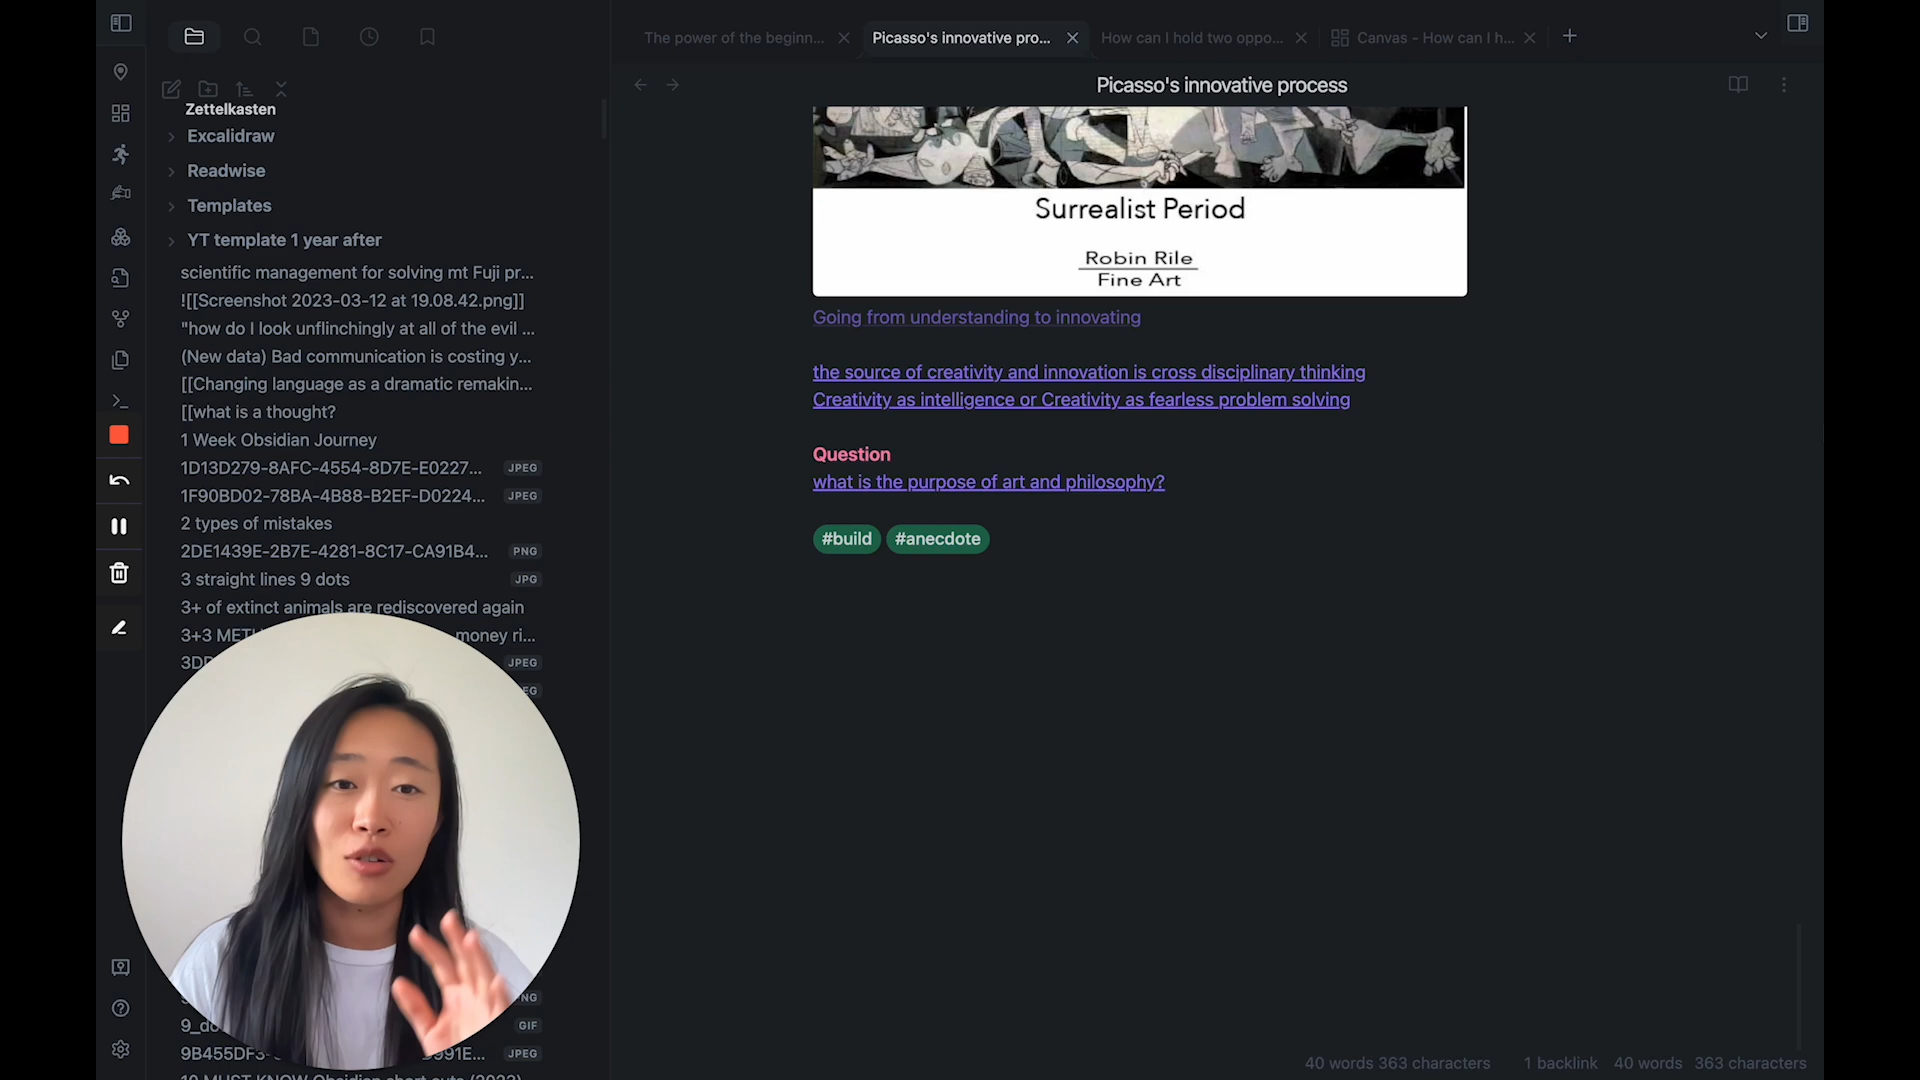 The power of the beginn...
Picasso's innovative pro...
How can I hold two oppo...
Canvas - How can I h...
Zettelkasten
Excalidraw
Readwise
Templates
YT template 1 year after
scientific management for solving mt Fuji pr...
![[Screenshot 2023-03-12 at 19.08.42.png]]
"how do I look unflinchingly at all of the evil ...
(New data) Bad communication is costing y...
[[Changing language as a dramatic remakin...
[[what is a thought?
1 Week Obsidian Journey
1D13D279-8AFC-4554-8D7E-E0227... JPEG
1F90BD02-78BA-4B88-B2EF-D0224... JPEG
2 types of mistakes
2DE1439E-2B7E-4281-8C17-CA91B4... PNG
3 straight lines 9 dots JPG
3+ of extinct animals are rediscovered again
3+3 money ri...
JPEG
GIF
JPEG
Picasso's innovative process
Surrealist Period
Robin Rile
Fine Art
Going from understanding to innovating
the source of creativity and innovation is cross disciplinary thinking
Creativity as intelligence or Creativity as fearless problem solving
Question
what is the purpose of art and philosophy?
#build #anecdote
40 words 363 characters 1 backlink 40 words 363 characters